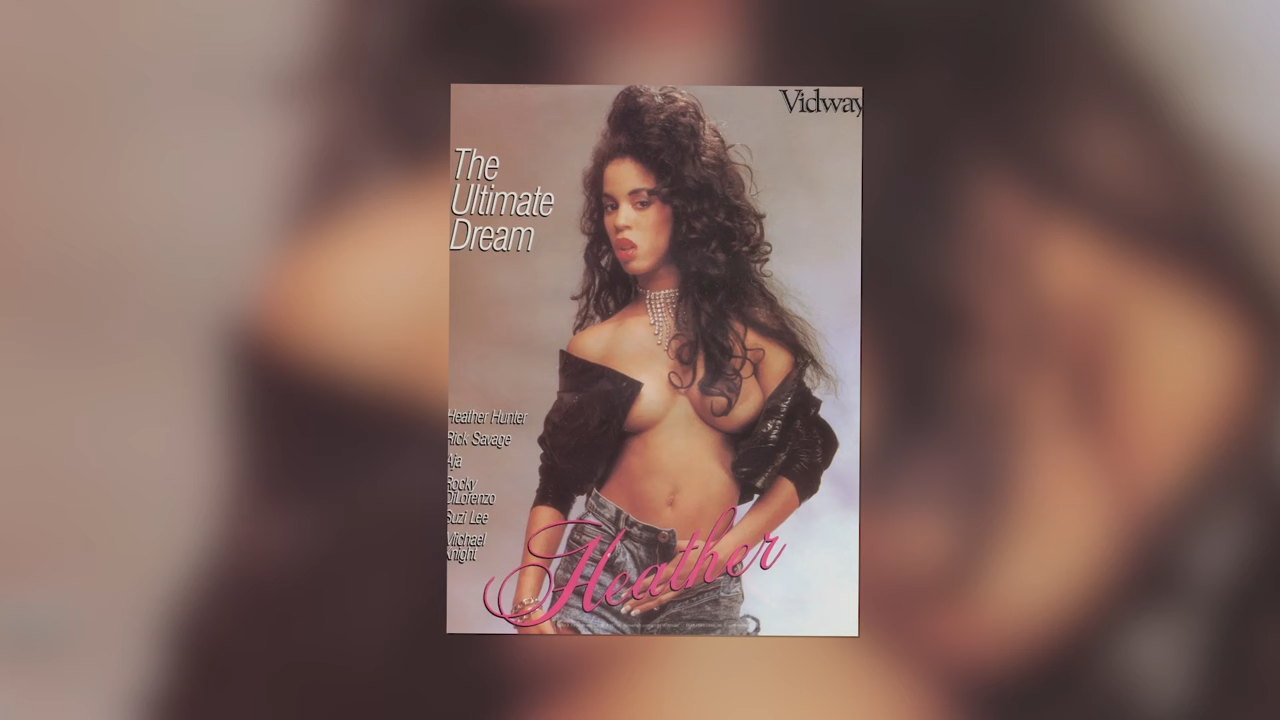 Vidway
The
Ultimate
Dream
Heather Hunter
Rick Savage
Aja
Rocky
DiLorenzo
Suzi Lee
Michael
Knight
Heather